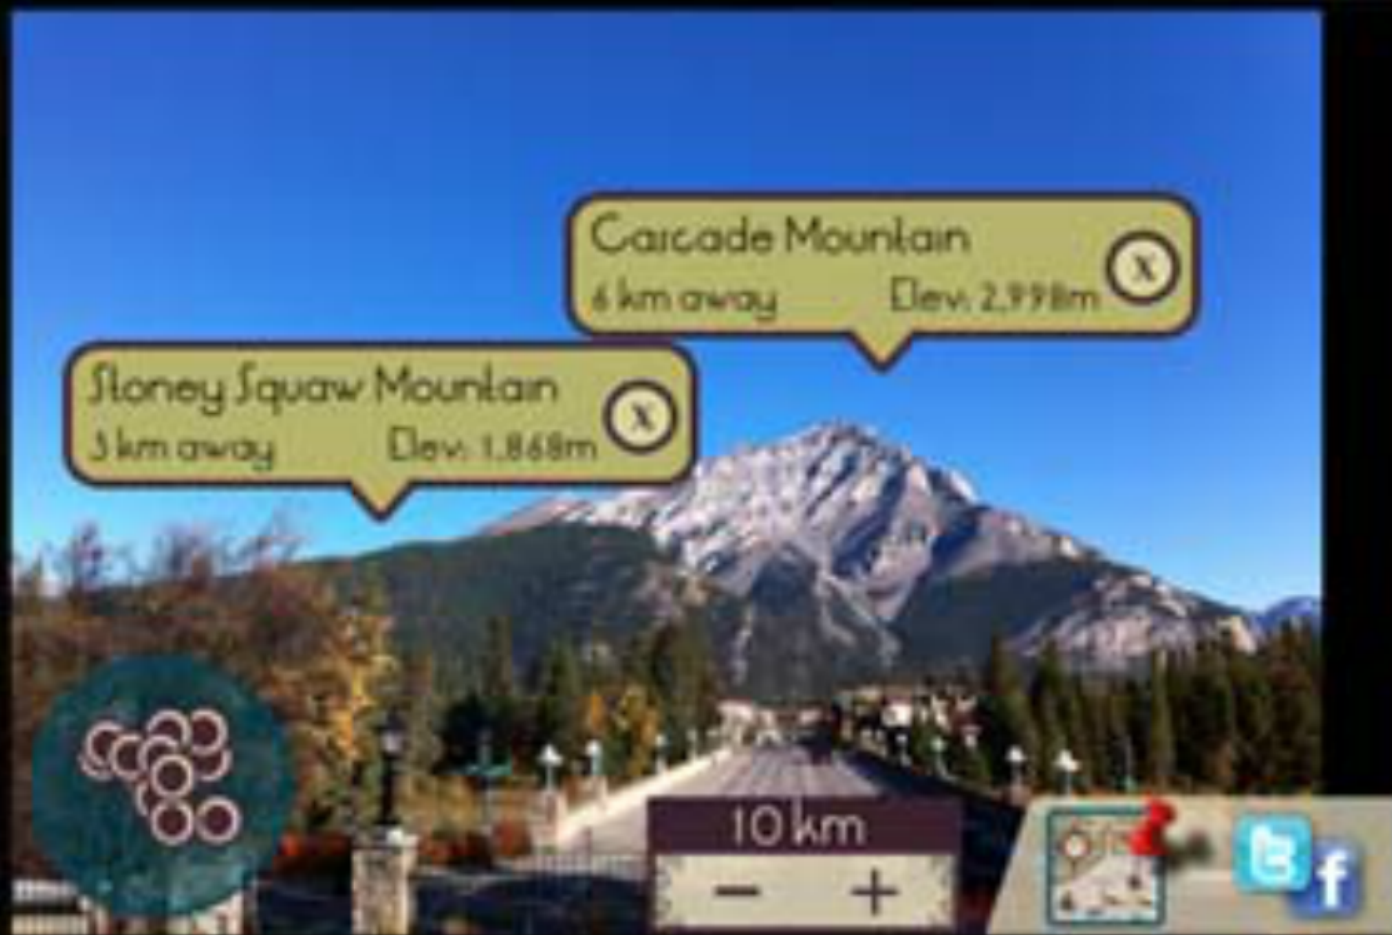 Cascade Mountain
6 km away Elev: 2,998m
X
Stoney Squaw Mountain
3 km away Elev: 1,868m
X
10 km
− +
t
f